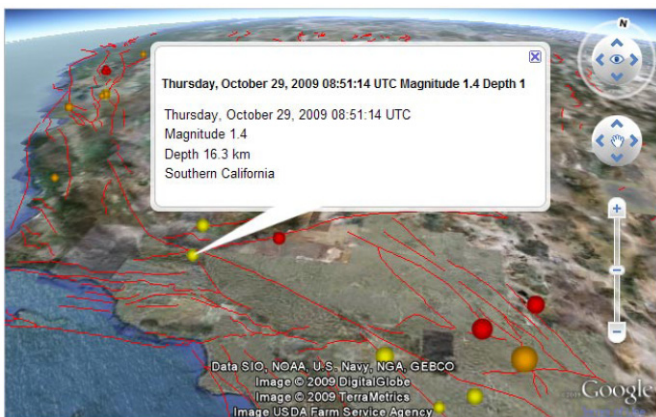 N
Thursday, October 29, 2009 08:51:14 UTC Magnitude 1.4 Depth 1
Thursday, October 29, 2009 08:51:14 UTC
Magnitude 1.4
Depth 16.3 km
Southern California
Data SIO, NOAA, U.S. Navy, NGA, GEBCO
Image © 2009 DigitalGlobe
Image © 2009 TerraMetrics
Image USDA Farm Service Agency
Google